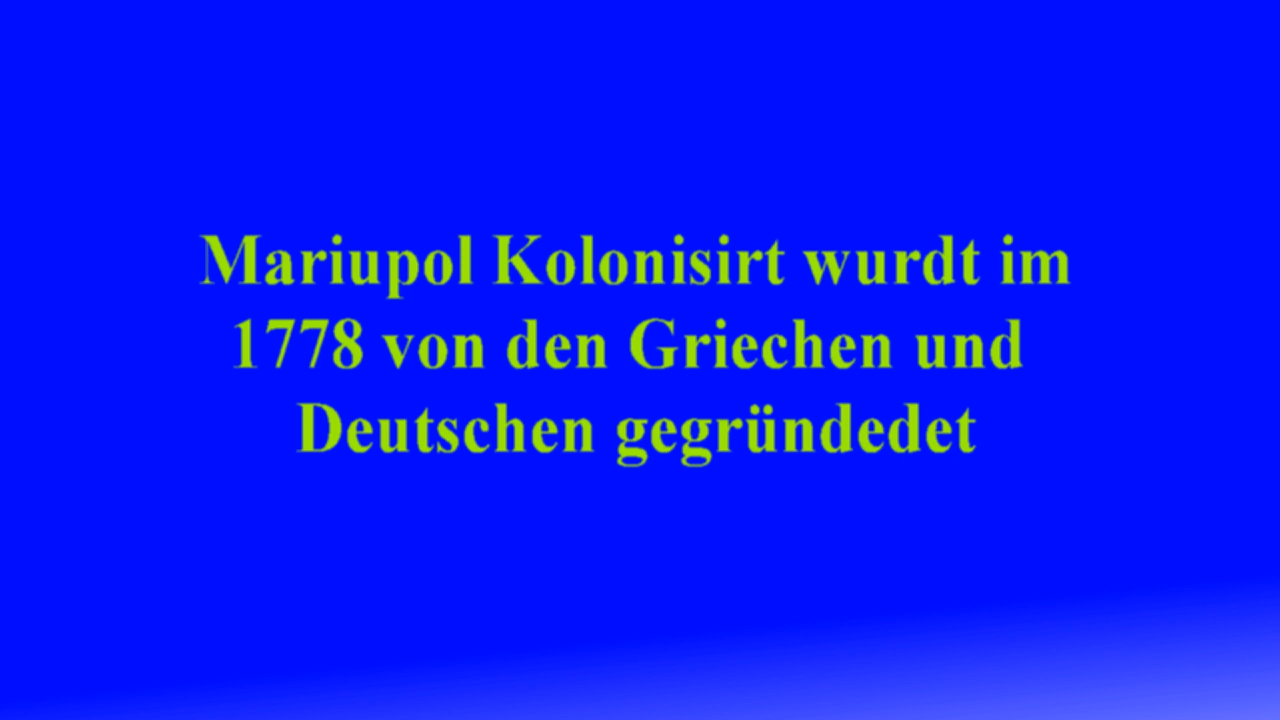 Mariupol Kolonisirt wurdt im
1778 von den Griechen und
Deutschen gegründedet